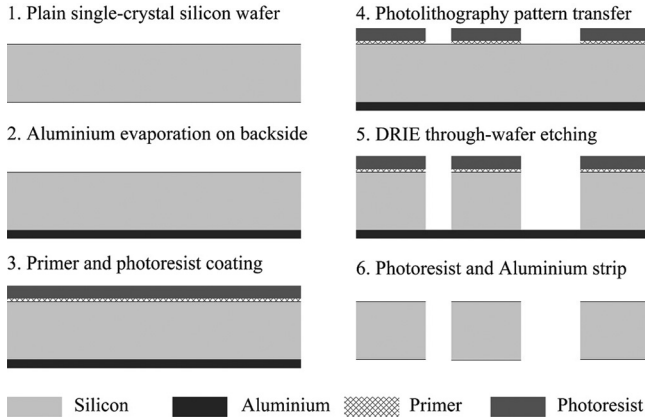 1. Plain single-crystal silicon wafer
2. Aluminium evaporation on backside
3. Primer and photoresist coating
4. Photolithography pattern transfer
5. DRIE through-wafer etching
6. Photoresist and Aluminium strip
Silicon
Aluminium
Primer
Photoresist